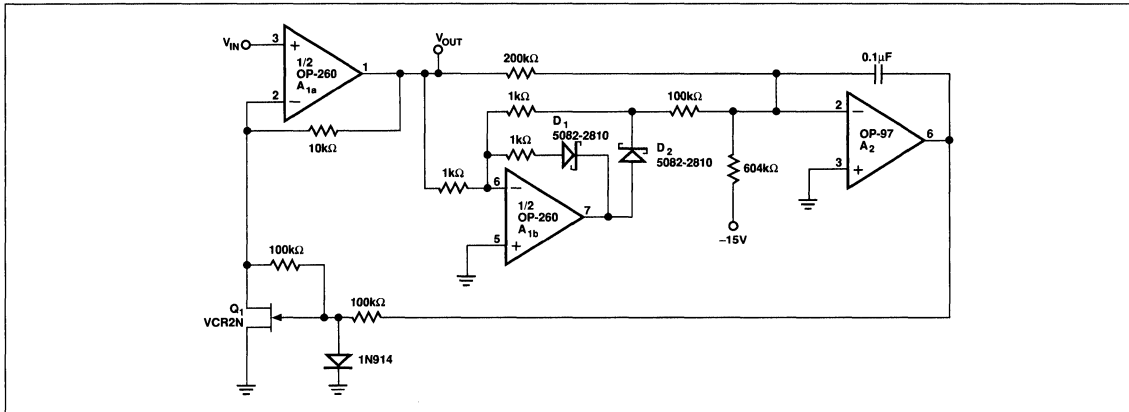 V_IN
3
+
1/2
OP-260
A_1a
2
−
1
V_OUT
10kΩ
200kΩ
1kΩ
1kΩ
D_1
5082-2810
1kΩ
6
−
1/2
OP-260
A_1b
5
+
7
100kΩ
D_2
5082-2810
604kΩ
−15V
0.1µF
2
−
OP-97
A_2
3
+
6
100kΩ
Q_1
VCR2N
100kΩ
1N914